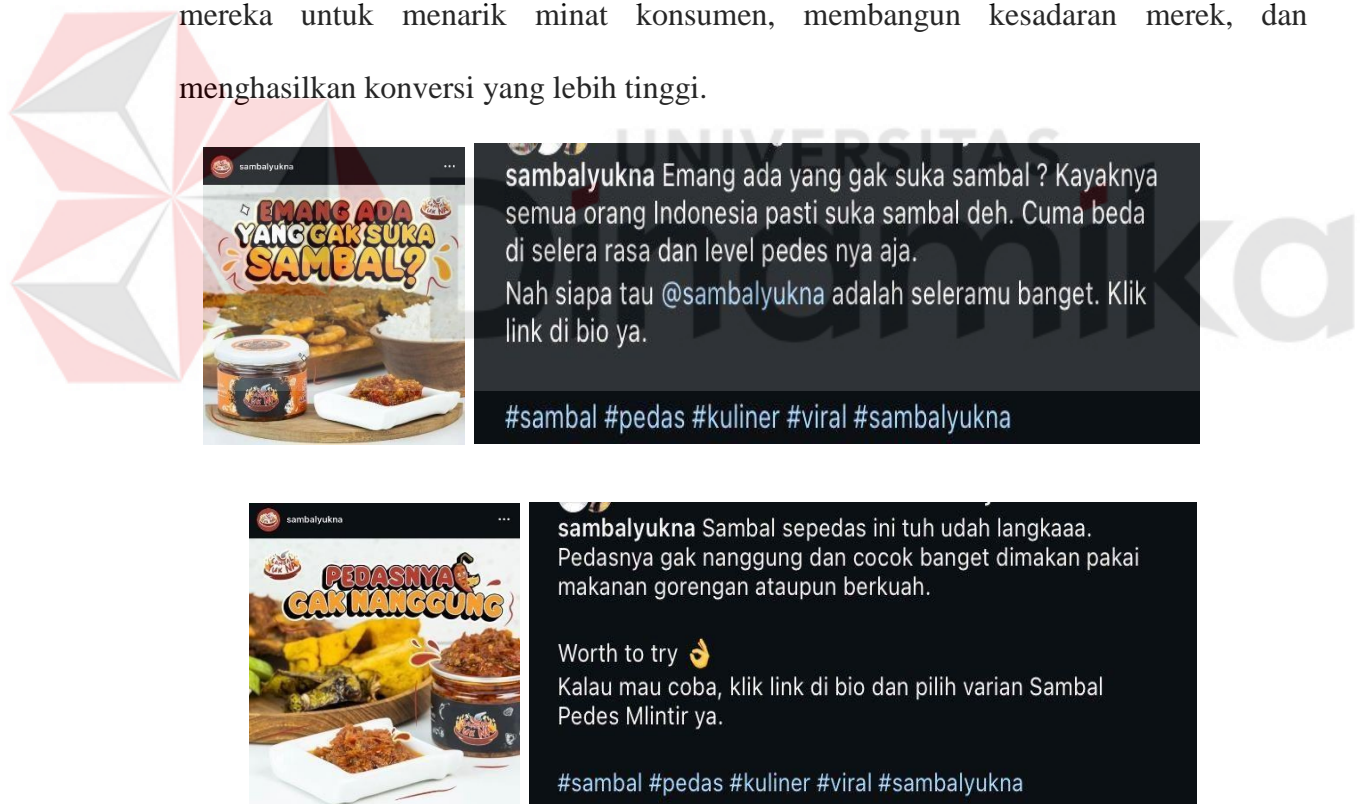 mereka untuk menarik minat konsumen, membangun kesadaran merek, dan
menghasilkan konversi yang lebih tinggi.
UNIVERSITAS
Dinamika
sambalyukna
EMANG ADA
YANG GAK SUKA
SAMBAL?
sambalyukna Emang ada yang gak suka sambal ? Kayaknya
semua orang Indonesia pasti suka sambal deh. Cuma beda
di selera rasa dan level pedes nya aja.
Nah siapa tau @sambalyukna adalah seleramu banget. Klik
link di bio ya.
#sambal #pedas #kuliner #viral #sambalyukna
sambalyukna
YUK NA
PEDASNYA
GAK NANGGUNG
sambalyukna Sambal sepedas ini tuh udah langkaaa.
Pedasnya gak nanggung dan cocok banget dimakan pakai
makanan gorengan ataupun berkuah.
Worth to try 👌
Kalau mau coba, klik link di bio dan pilih varian Sambal
Pedes Mlintir ya.
#sambal #pedas #kuliner #viral #sambalyukna